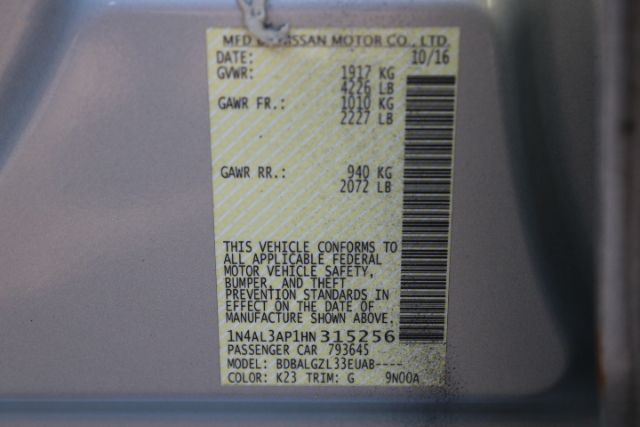 MFD BY NISSAN MOTOR CO., LTD
DATE: 10/16
GVWR: 1917 KG
4226 LB
GAWR FR.: 1010 KG
2227 LB
GAWR RR.: 940 KG
2072 LB
THIS VEHICLE CONFORMS TO
ALL APPLICABLE FEDERAL
MOTOR VEHICLE SAFETY,
BUMPER, AND THEFT
PREVENTION STANDARDS IN
EFFECT ON THE DATE OF
MANUFACTURE SHOWN ABOVE.
1N4AL3AP1HN315256
PASSENGER CAR 793645
MODEL: BDBALGZL33EUAB----
COLOR: K23 TRIM: G 9N00A